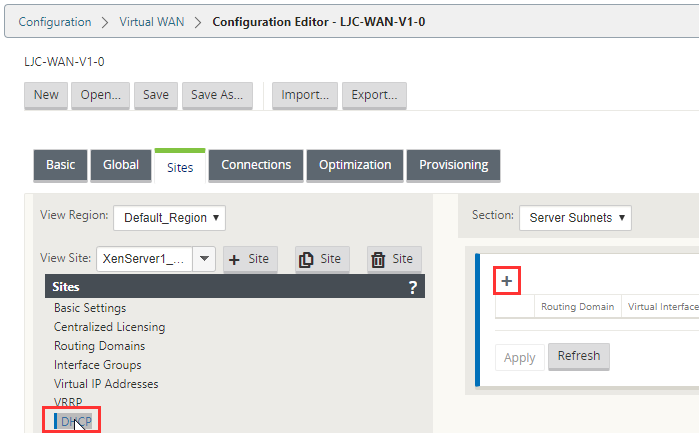 Configuration > Virtual WAN > Configuration Editor - LJC-WAN-V1-0
LJC-WAN-V1-0
New Open... Save Save As... Import... Export...
Basic Global Sites Connections Optimization Provisioning
View Region: Default_Region
Section: Server Subnets
View Site: XenServer1_... + Site Site Site
Sites ?
+
Basic Settings
Centralized Licensing
Routing Domains
Interface Groups
Virtual IP Addresses
VRRP
DHCP
Routing Domain Virtual Interface
Apply Refresh